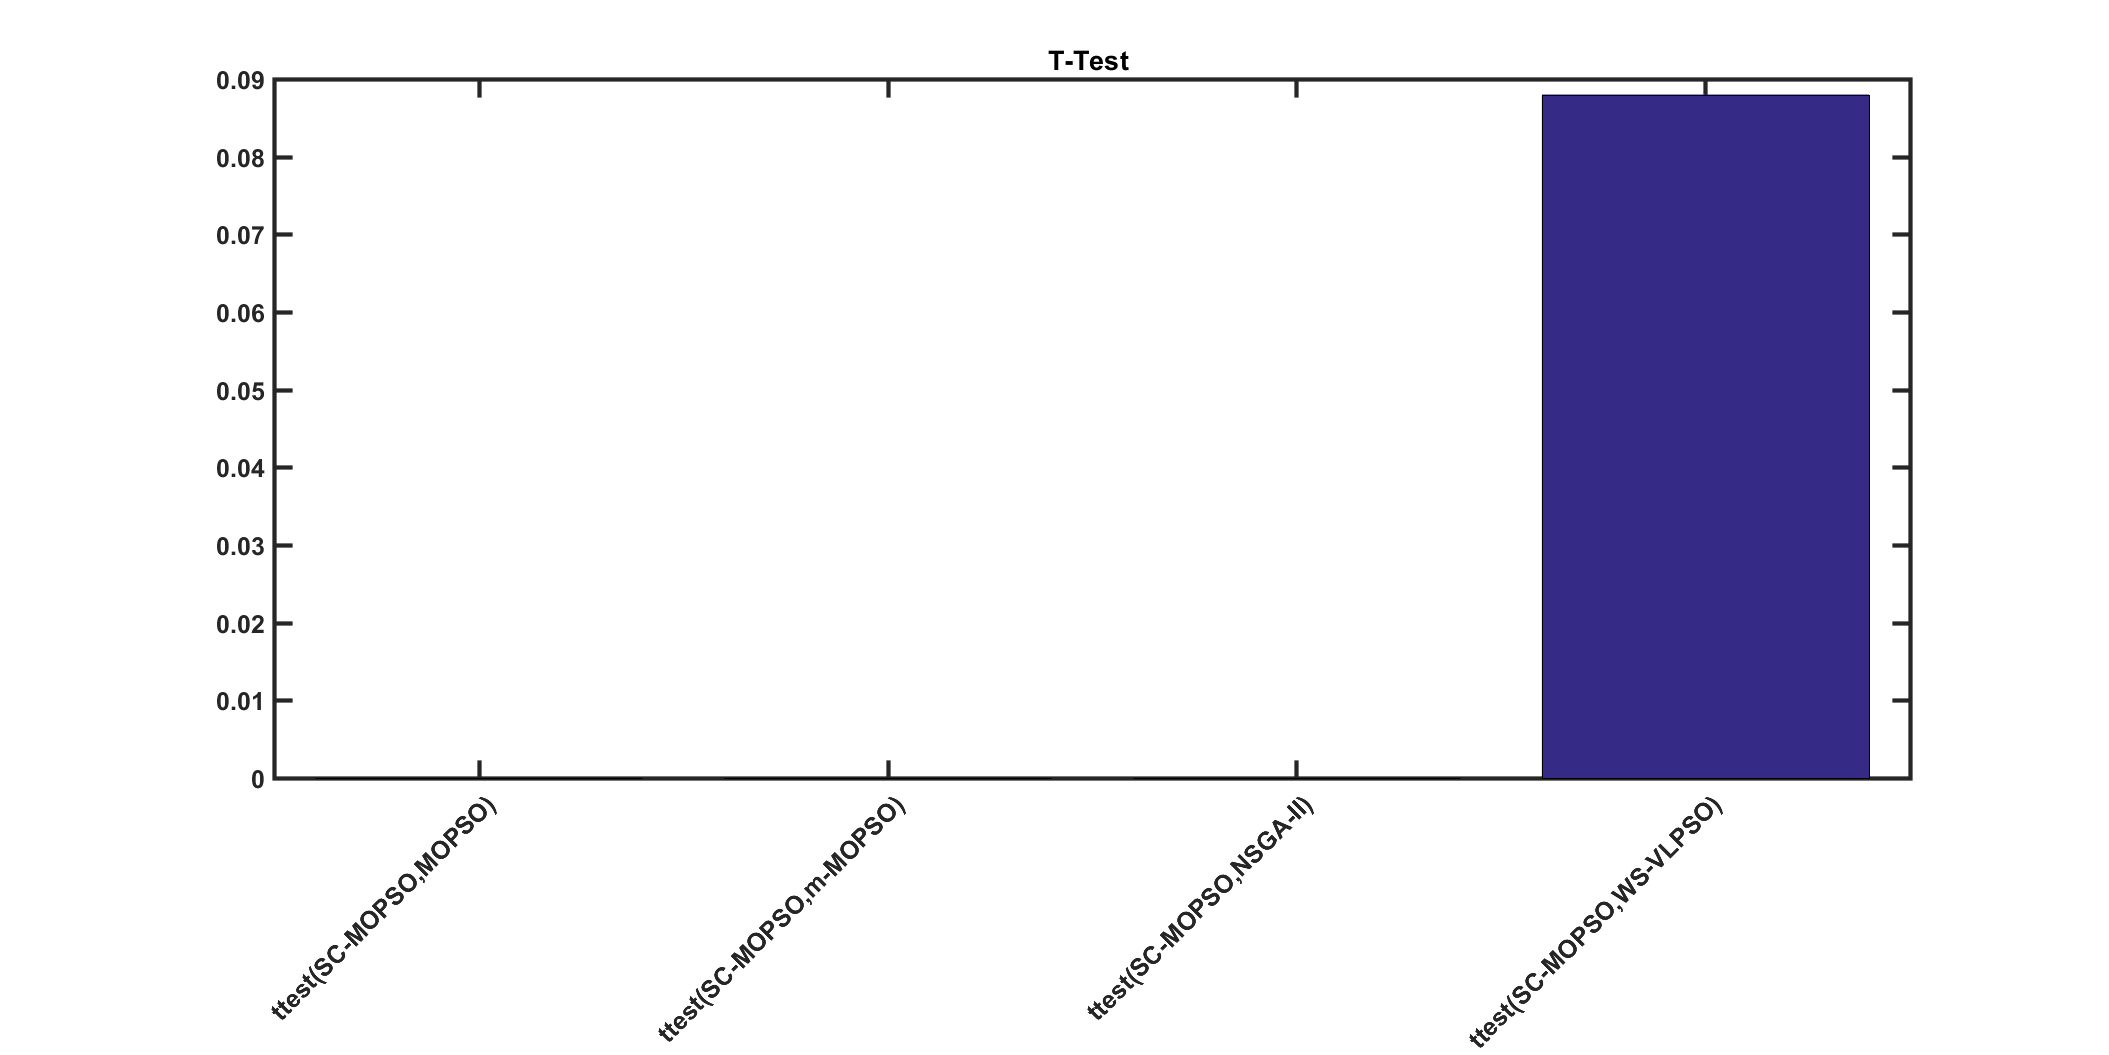 T-Test
0.09
0.08
0.07
0.06
0.05
0.04
0.03
0.02
0.01
0
ttest(SC-MOPSO,MOPSO)
ttest(SC-MOPSO,m-MOPSO)
ttest(SC-MOPSO,NSGA-II)
ttest(SC-MOPSO,WS-VLPSO)